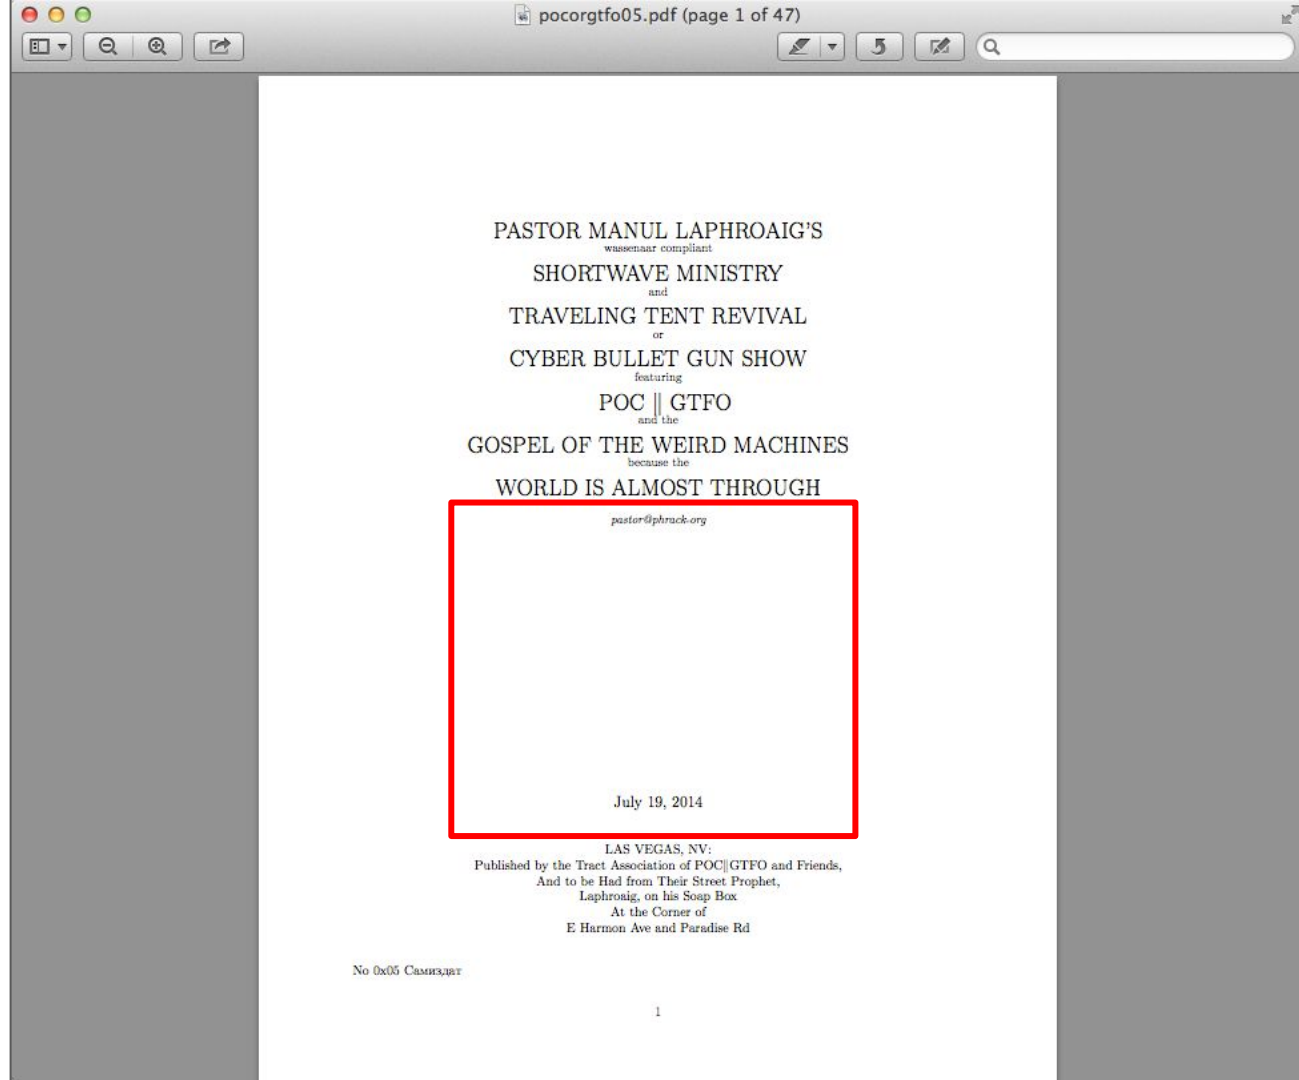 pocorgtfo05.pdf (page 1 of 47)
PASTOR MANUL LAPHROAIG'S
wassenaar compliant
SHORTWAVE MINISTRY
and
TRAVELING TENT REVIVAL
or
CYBER BULLET GUN SHOW
featuring
POC || GTFO
and the
GOSPEL OF THE WEIRD MACHINES
because the
WORLD IS ALMOST THROUGH
pastor@phrack-org
July 19, 2014
LAS VEGAS, NV:
Published by the Tract Association of POC||GTFO and Friends,
And to be Had from Their Street Prophet,
Laphroaig, on his Soap Box
At the Corner of
E Harmon Ave and Paradise Rd
No 0x05 Самиздат
1